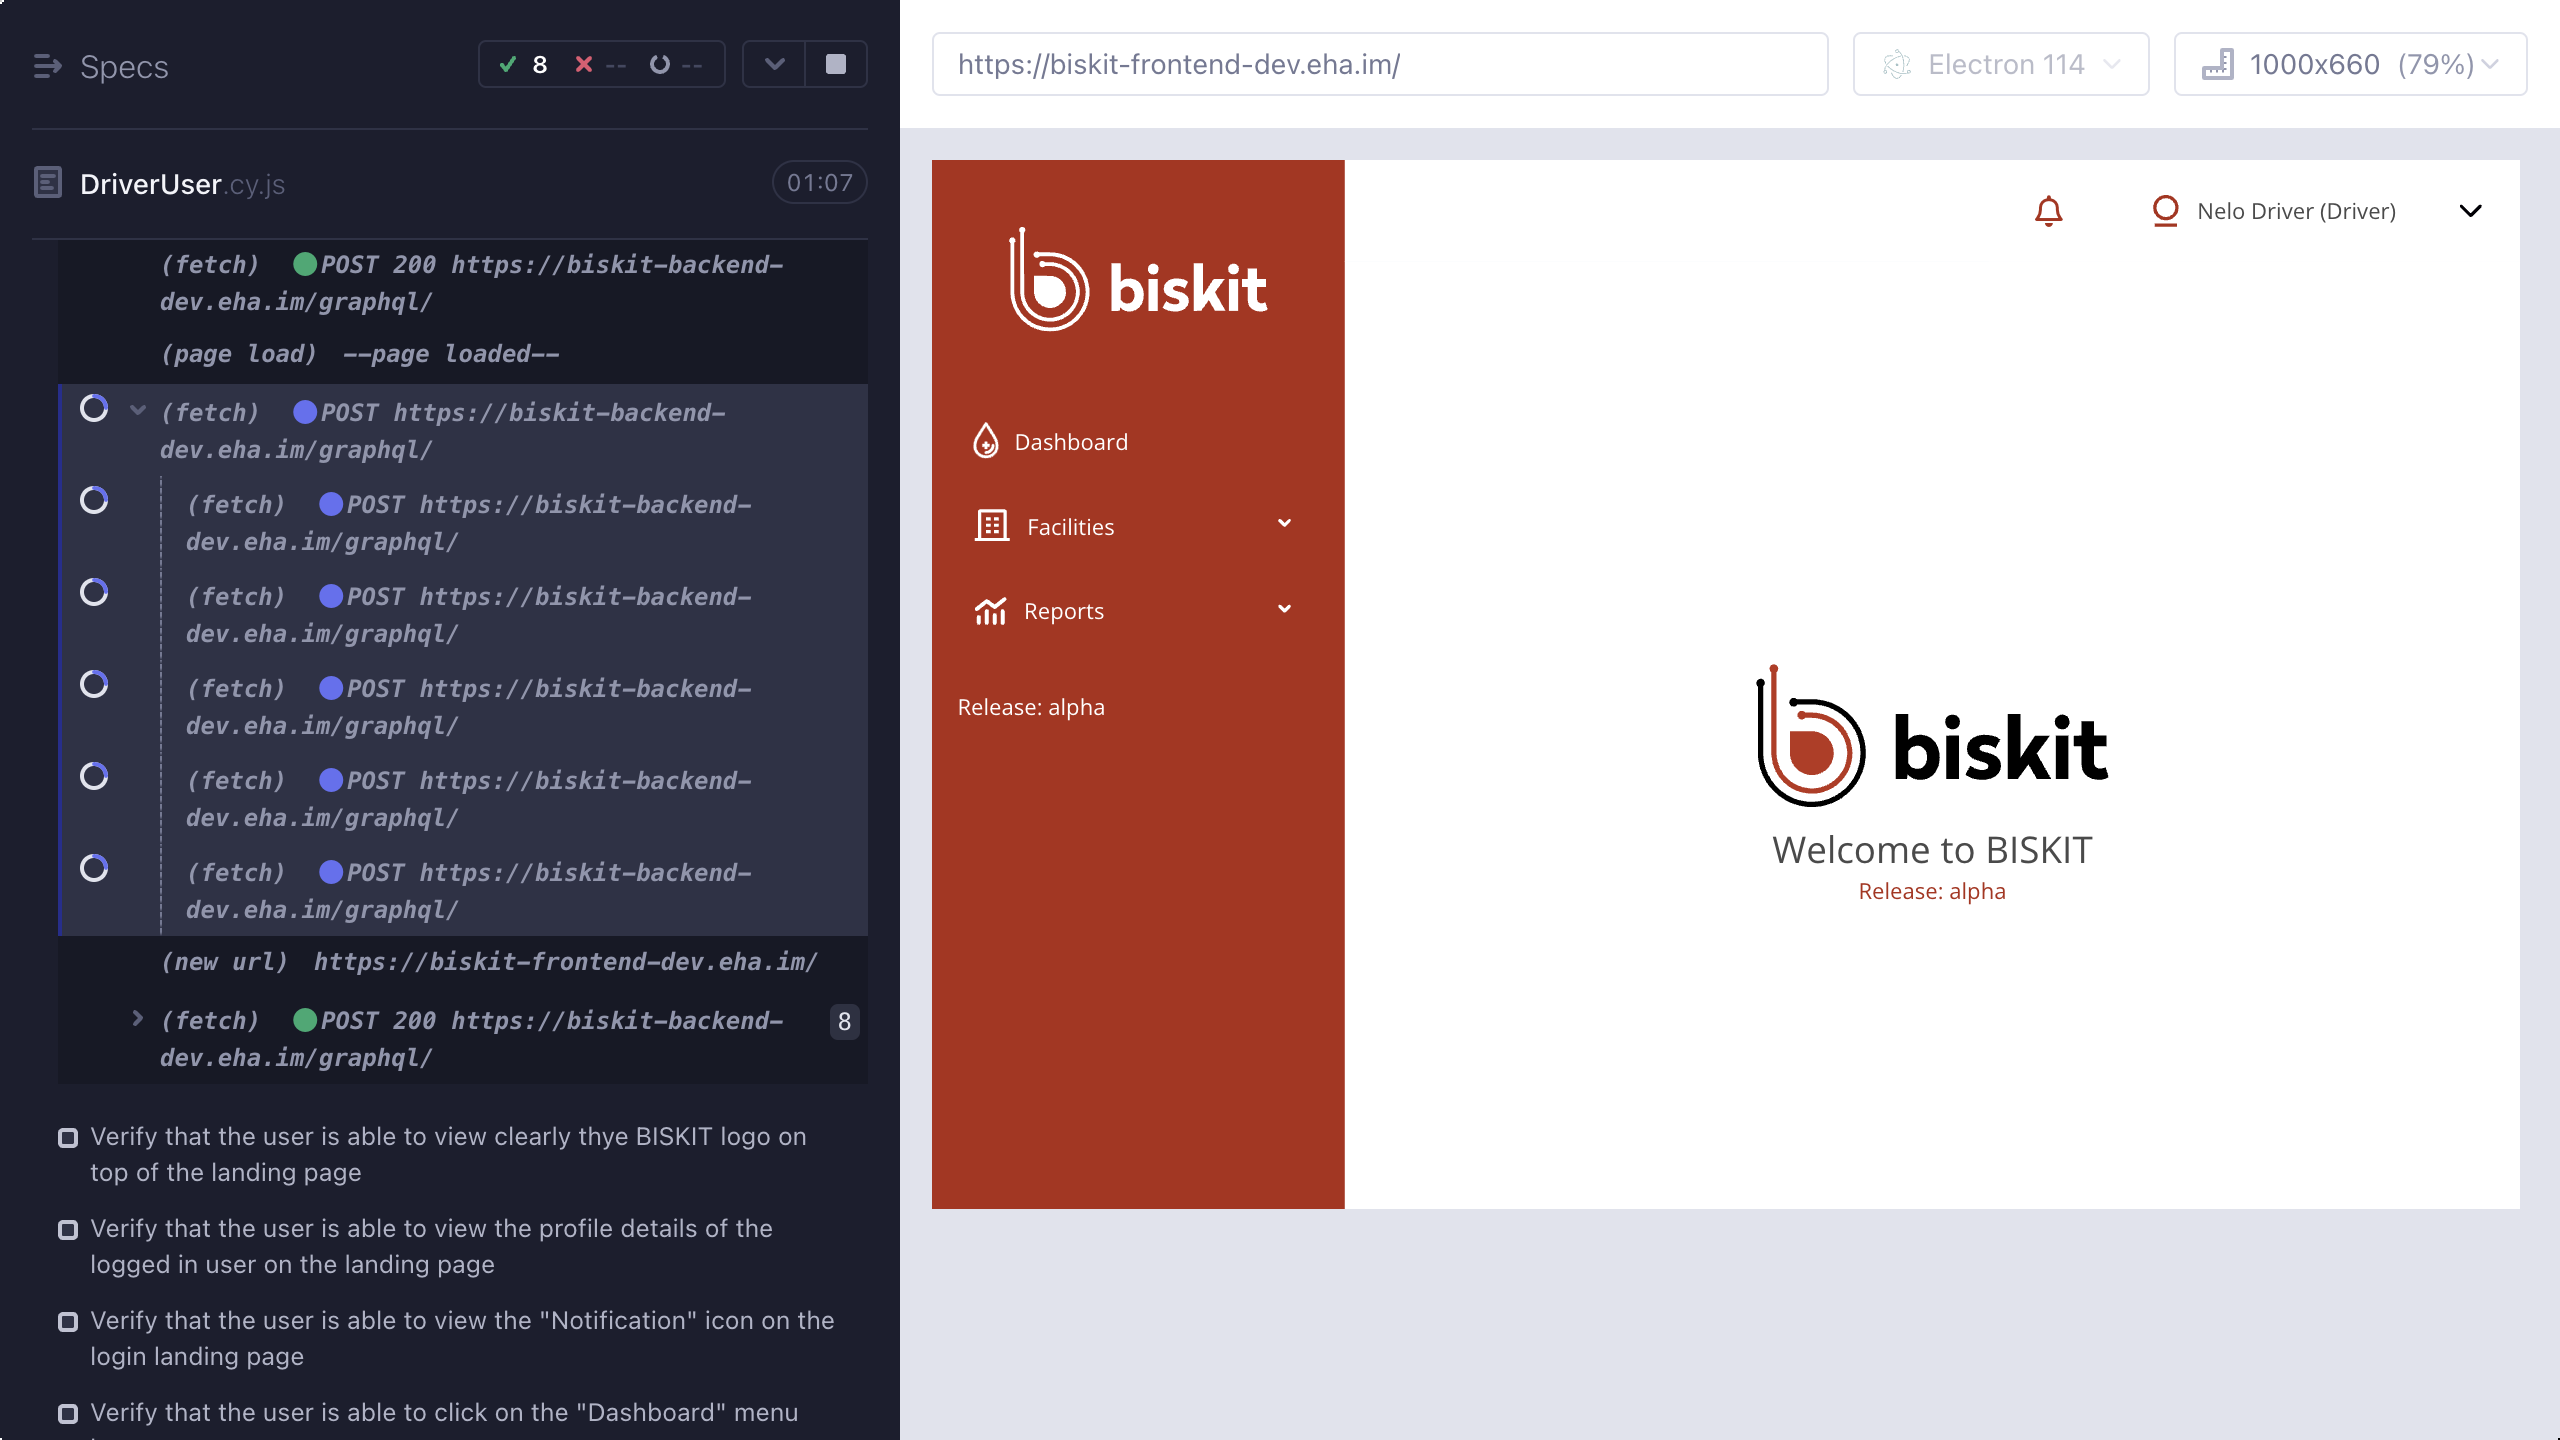 Specs
8 -- --
DriverUser.cy.js 01:07
(fetch) POST 200 https://biskit-backend-
dev.eha.im/graphql/
(page load) --page loaded--
(fetch) POST https://biskit-backend-
dev.eha.im/graphql/
(fetch) POST https://biskit-backend-
dev.eha.im/graphql/
(fetch) POST https://biskit-backend-
dev.eha.im/graphql/
(fetch) POST https://biskit-backend-
dev.eha.im/graphql/
(fetch) POST https://biskit-backend-
dev.eha.im/graphql/
(fetch) POST https://biskit-backend-
dev.eha.im/graphql/
(new url) https://biskit-frontend-dev.eha.im/
(fetch) POST 200 https://biskit-backend- 8
dev.eha.im/graphql/
Verify that the user is able to view clearly thye BISKIT logo on
top of the landing page
Verify that the user is able to view the profile details of the
logged in user on the landing page
Verify that the user is able to view the "Notification" icon on the
login landing page
Verify that the user is able to click on the "Dashboard" menu
https://biskit-frontend-dev.eha.im/
Electron 114
1000x660 (79%)
biskit
Dashboard
Facilities
Reports
Release: alpha
Nelo Driver (Driver)
biskit
Welcome to BISKIT
Release: alpha